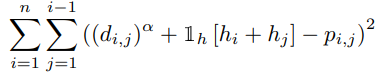 $$\sum_{i=1}^{n} \sum_{j=1}^{i-1} \left( (d_{i,j})^{\alpha} + \mathbb{1}_h \left[ h_i + h_j \right] - p_{i,j} \right)^2$$